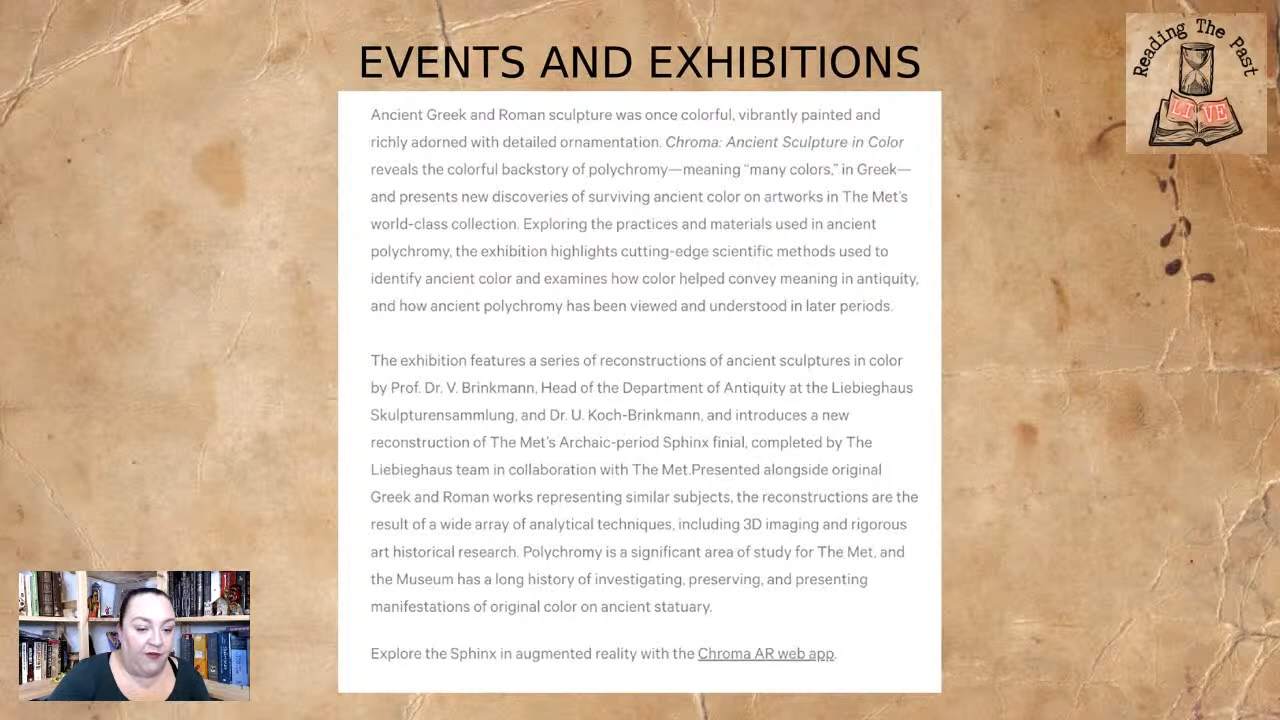 EVENTS AND EXHIBITIONS
Reading The Past
LIVE
Ancient Greek and Roman sculpture was once colorful, vibrantly painted and
richly adorned with detailed ornamentation. Chroma: Ancient Sculpture in Color
reveals the colorful backstory of polychromy—meaning “many colors,” in Greek—
and presents new discoveries of surviving ancient color on artworks in The Met’s
world-class collection. Exploring the practices and materials used in ancient
polychromy, the exhibition highlights cutting-edge scientific methods used to
identify ancient color and examines how color helped convey meaning in antiquity,
and how ancient polychromy has been viewed and understood in later periods.
The exhibition features a series of reconstructions of ancient sculptures in color
by Prof. Dr. V. Brinkmann, Head of the Department of Antiquity at the Liebieghaus
Skulpturensammlung, and Dr. U. Koch-Brinkmann, and introduces a new
reconstruction of The Met’s Archaic-period Sphinx finial, completed by The
Liebieghaus team in collaboration with The Met.Presented alongside original
Greek and Roman works representing similar subjects, the reconstructions are the
result of a wide array of analytical techniques, including 3D imaging and rigorous
art historical research. Polychromy is a significant area of study for The Met, and
the Museum has a long history of investigating, preserving, and presenting
manifestations of original color on ancient statuary.
Explore the Sphinx in augmented reality with the Chroma AR web app.